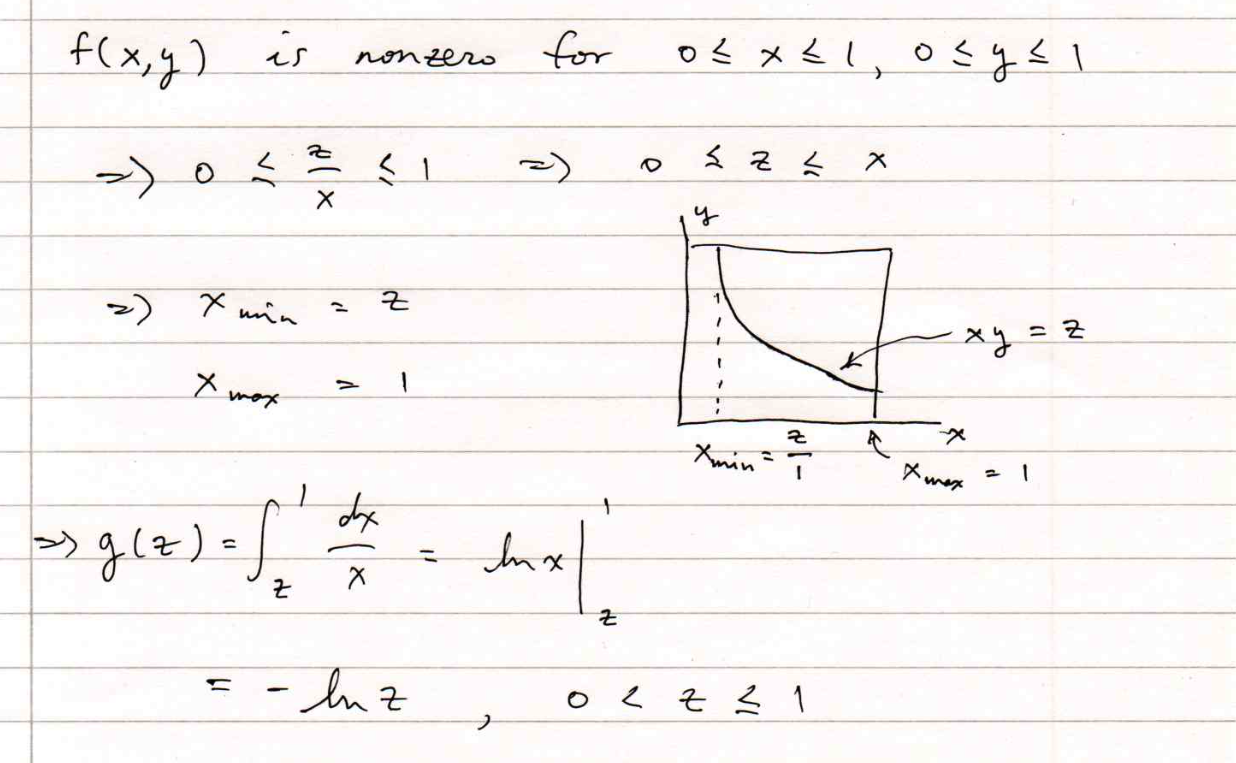 f(x,y) is nonzero for 0 ≤ x ≤ 1, 0 ≤ y ≤ 1
=> 0 ≤ z/x ≤ 1 => 0 ≤ z ≤ x
y
=> x_min = z
xy = z
x_max = 1
x
x_min = z/1
x_max = 1
=> g(z) = ∫_z^1 dx/x = ln x |_z^1
= - ln z , 0 < z ≤ 1